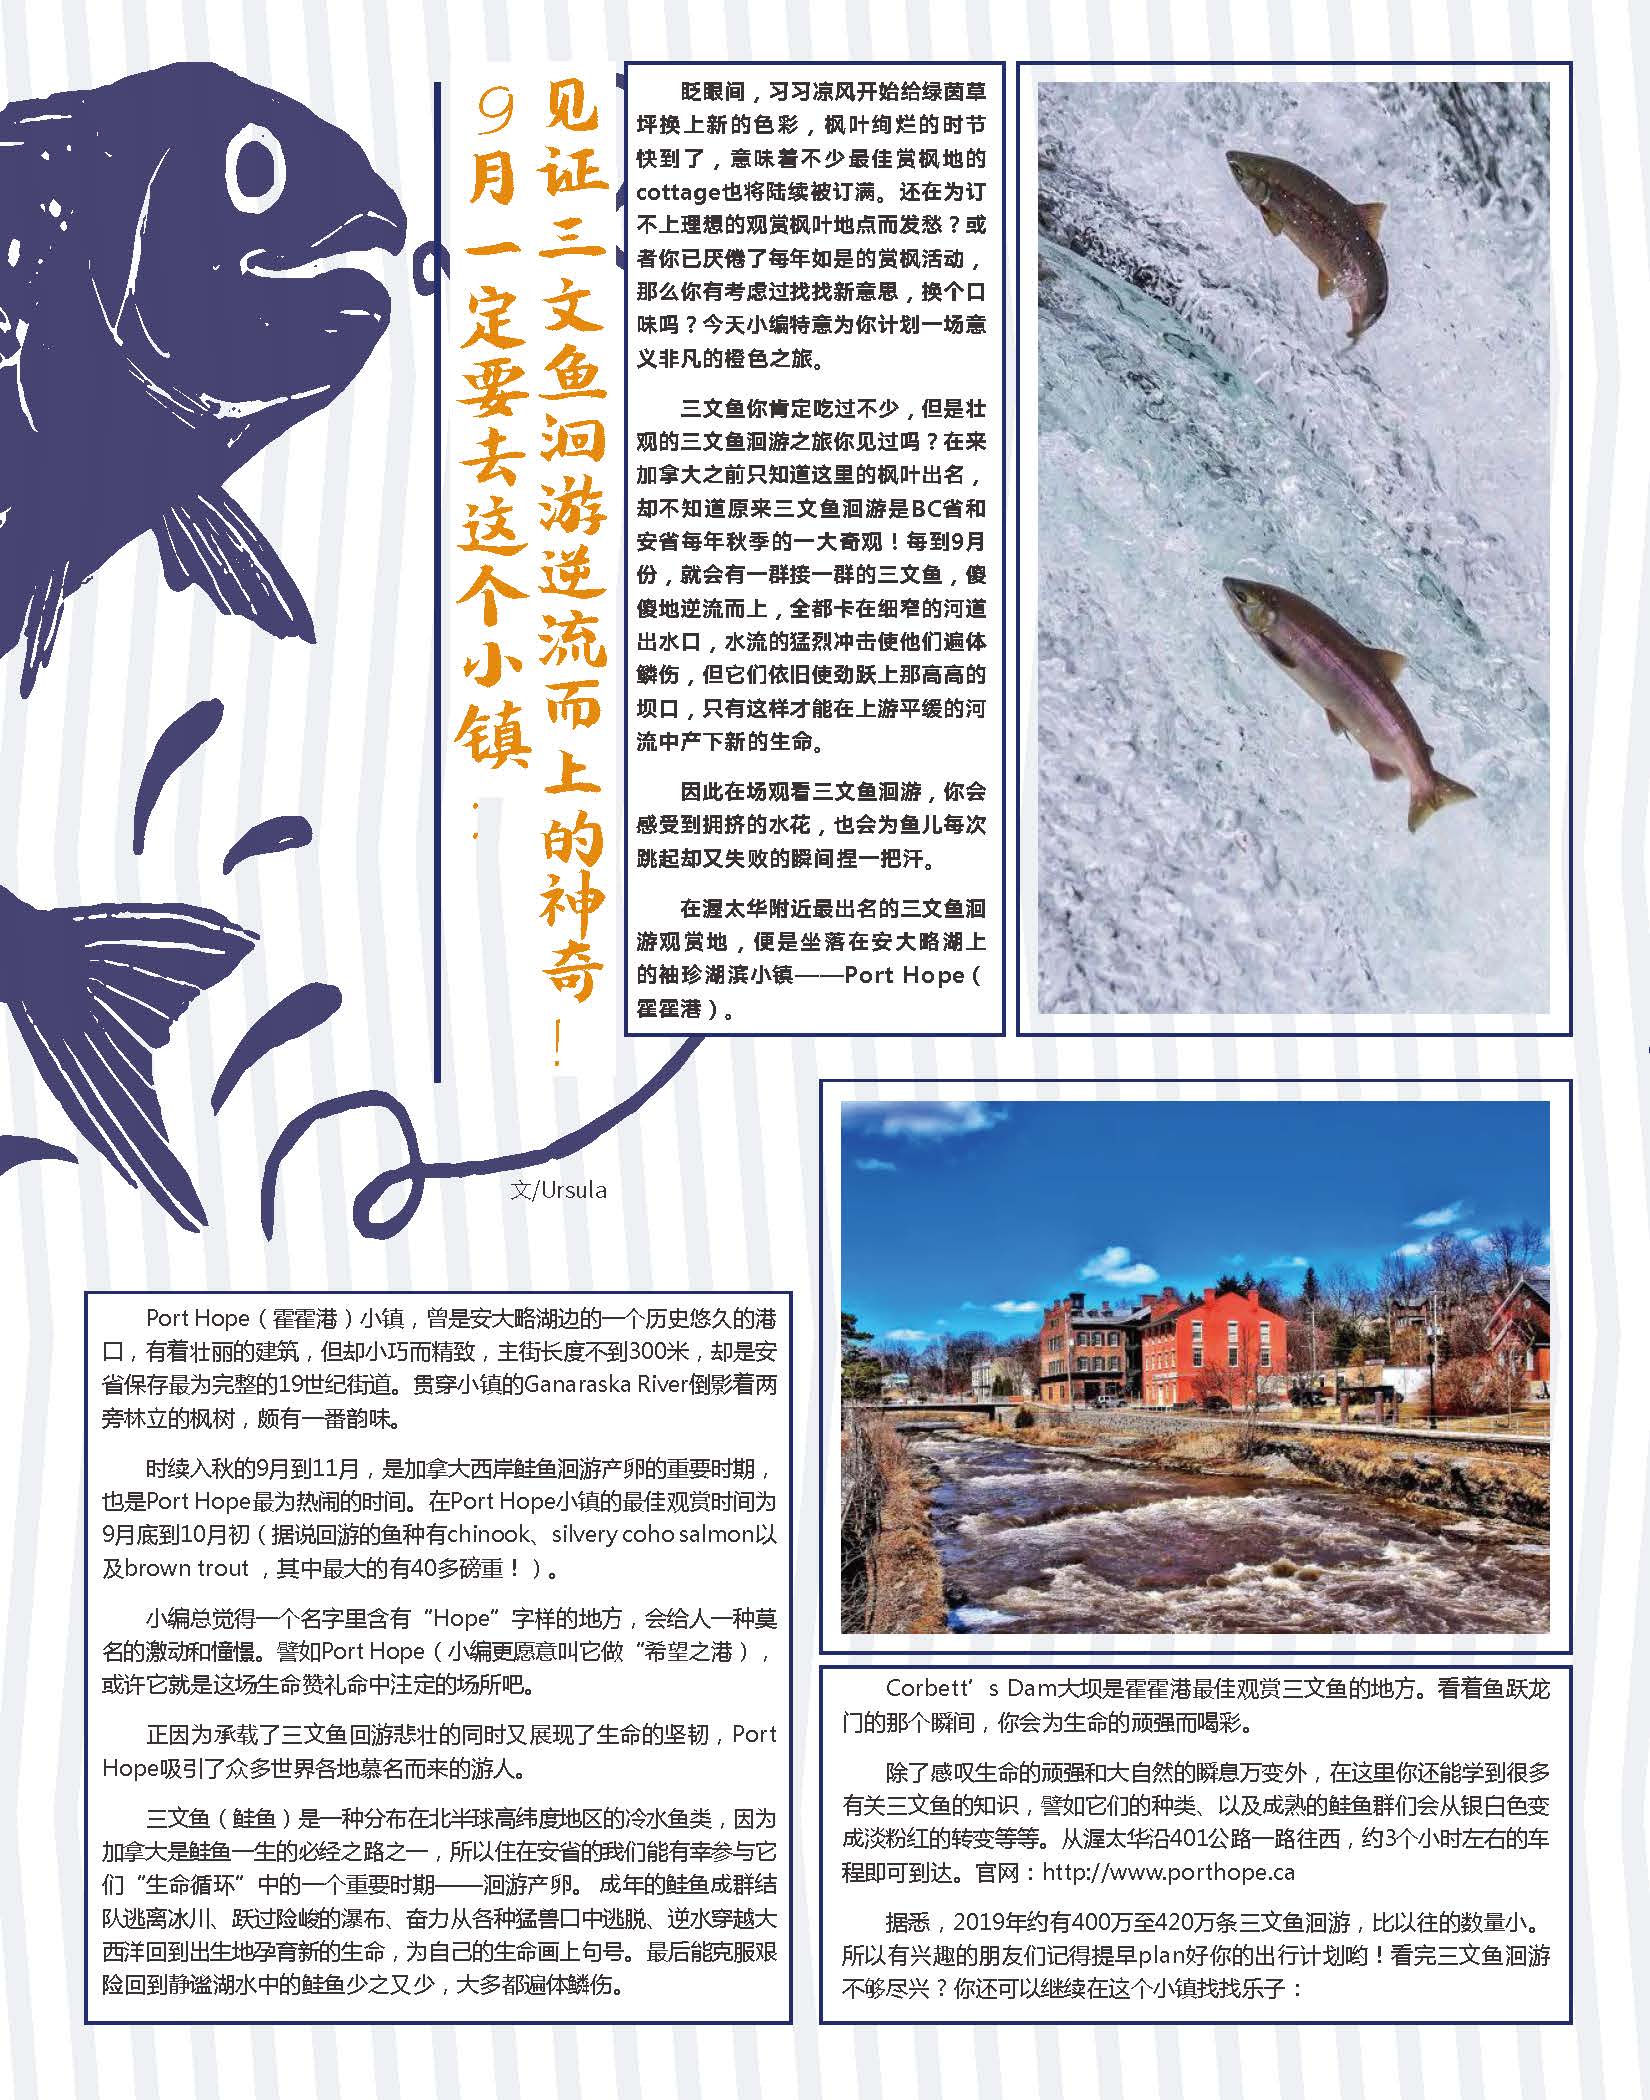 9月一定要去这个小镇：
见证三文鱼洄游逆流而上的神奇！
文/Ursula
眨眼间，习习凉风开始给绿茵草
坪换上新的色彩，枫叶绚烂的时节
快到了，意味着不少最佳赏枫地的
cottage也将陆续被订满。还在为订
不上理想的观赏枫叶地点而发愁？或
者你已厌倦了每年如是的赏枫活动，
那么你有考虑过找找新意思，换个口
味吗？今天小编特意为你计划一场意
义非凡的橙色之旅。
三文鱼你肯定吃过不少，但是壮
观的三文鱼洄游之旅你见过吗？在来
加拿大之前只知道这里的枫叶出名，
却不知道原来三文鱼洄游是BC省和
安省每年秋季的一大奇观！每到9月
份，就会有一群接一群的三文鱼，傻
傻地逆流而上，全都卡在细窄的河道
出水口，水流的猛烈冲击使他们遍体
鳞伤，但它们依旧使劲跃上那高高的
坝口，只有这样才能在上游平缓的河
流中产下新的生命。
因此在场观看三文鱼洄游，你会
感受到拥挤的水花，也会为鱼儿每次
跳起却又失败的瞬间捏一把汗。
在渥太华附近最出名的三文鱼洄
游观赏地，便是坐落在安大略湖上
的袖珍湖滨小镇——Port Hope（
霍霍港）。
Port Hope（霍霍港）小镇，曾是安大略湖边的一个历史悠久的港
口，有着壮丽的建筑，但却小巧而精致，主街长度不到300米，却是安
省保存最为完整的19世纪街道。贯穿小镇的Ganaraska River倒影着两
旁林立的枫树，颇有一番韵味。
时续入秋的9月到11月，是加拿大西岸鲑鱼洄游产卵的重要时期，
也是Port Hope最为热闹的时间。在Port Hope小镇的最佳观赏时间为
9月底到10月初（据说回游的鱼种有chinook、silvery coho salmon以
及brown trout ，其中最大的有40多磅重！）。
小编总觉得一个名字里含有“Hope”字样的地方，会给人一种莫
名的激动和憧憬。譬如Port Hope（小编更愿意叫它做“希望之港），
或许它就是这场生命赞礼命中注定的场所吧。
正因为承载了三文鱼回游悲壮的同时又展现了生命的坚韧，Port
Hope吸引了众多世界各地慕名而来的游人。
三文鱼（鲑鱼）是一种分布在北半球高纬度地区的冷水鱼类，因为
加拿大是鲑鱼一生的必经之路之一，所以住在安省的我们能有幸参与它
们“生命循环”中的一个重要时期——洄游产卵。 成年的鲑鱼成群结
队逃离冰川、跃过险峻的瀑布、奋力从各种猛兽口中逃脱、逆水穿越大
西洋回到出生地孕育新的生命，为自己的生命画上句号。最后能克服艰
险回到静谧湖水中的鲑鱼少之又少，大多都遍体鳞伤。
Corbett’s Dam大坝是霍霍港最佳观赏三文鱼的地方。看着鱼跃龙
门的那个瞬间，你会为生命的顽强而喝彩。
除了感叹生命的顽强和大自然的瞬息万变外，在这里你还能学到很多
有关三文鱼的知识，譬如它们的种类、以及成熟的鲑鱼群们会从银白色变
成淡粉红的转变等等。从渥太华沿401公路一路往西，约3个小时左右的车
程即可到达。官网：http://www.porthope.ca
据悉，2019年约有400万至420万条三文鱼洄游，比以往的数量小。
所以有兴趣的朋友们记得提早plan好你的出行计划哟！看完三文鱼洄游
不够尽兴？你还可以继续在这个小镇找找乐子：